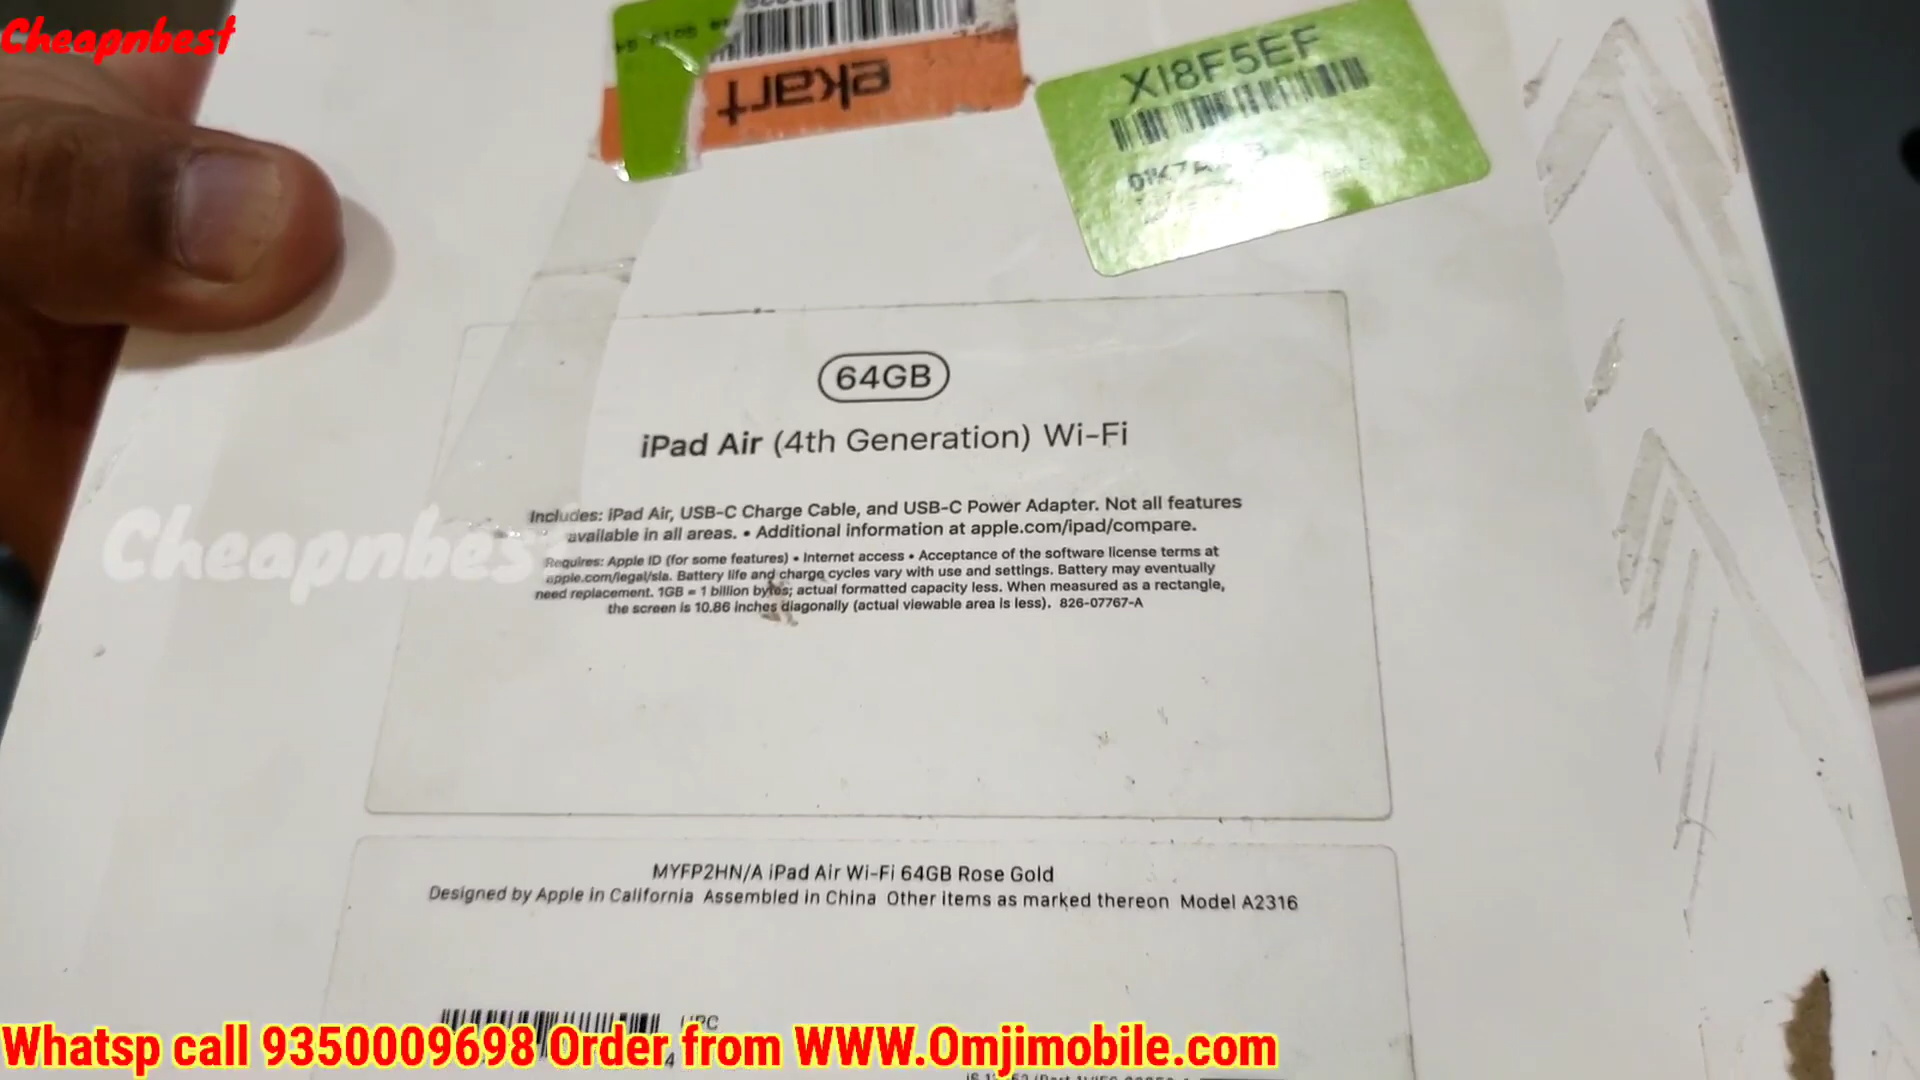 Cheapnbest
ekart
XI8F5EF
64GB
iPad Air (4th Generation) Wi-Fi
Includes: iPad Air, USB-C Charge Cable, and USB-C Power Adapter. Not all features
available in all areas. • Additional information at apple.com/ipad/compare.
Requires: Apple ID (for some features) • Internet access • Acceptance of the software license terms at
apple.com/legal/sla. Battery life and charge cycles vary with use and settings. Battery may eventually
need replacement. 1GB = 1 billion bytes; actual formatted capacity less. When measured as a rectangle,
the screen is 10.86 inches diagonally (actual viewable area is less). 826-07767-A
Cheapnbest
MYFP2HN/A iPad Air Wi-Fi 64GB Rose Gold
Designed by Apple in California Assembled in China Other items as marked thereon Model A2316
UPC
Whatsp call 9350009698 Order from WWW.Omjimobile.com